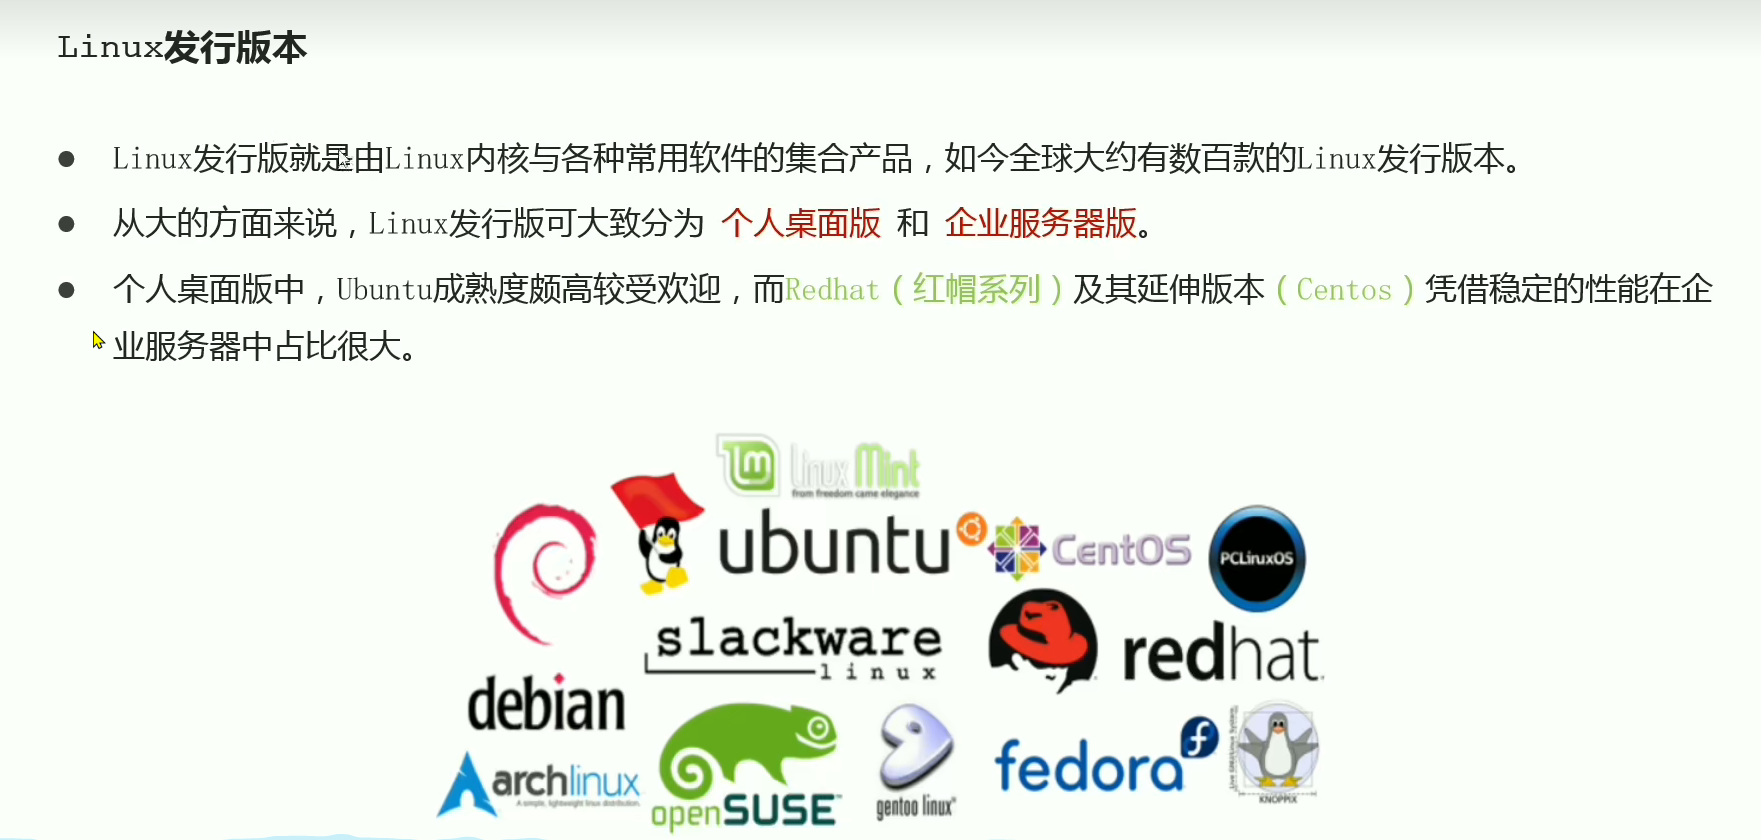 Linux发行版本
Linux发行版就是由Linux内核与各种常用软件的集合产品，如今全球大约有数百款的Linux发行版本。
从大的方面来说，Linux发行版可大致分为 个人桌面版 和 企业服务器版。
个人桌面版中，Ubuntu成熟度颇高较受欢迎，而Redhat（红帽系列）及其延伸版本（Centos）凭借稳定的性能在企
业服务器中占比很大。
linux Mint
from freedom came elegance
ubuntu
CentOS
PCLinuxOS
slackware
linux
redhat.
debian
archlinux
A simple, lightweight linux distribution.
openSUSE™
gentoo linux
fedora
KNOPPIX